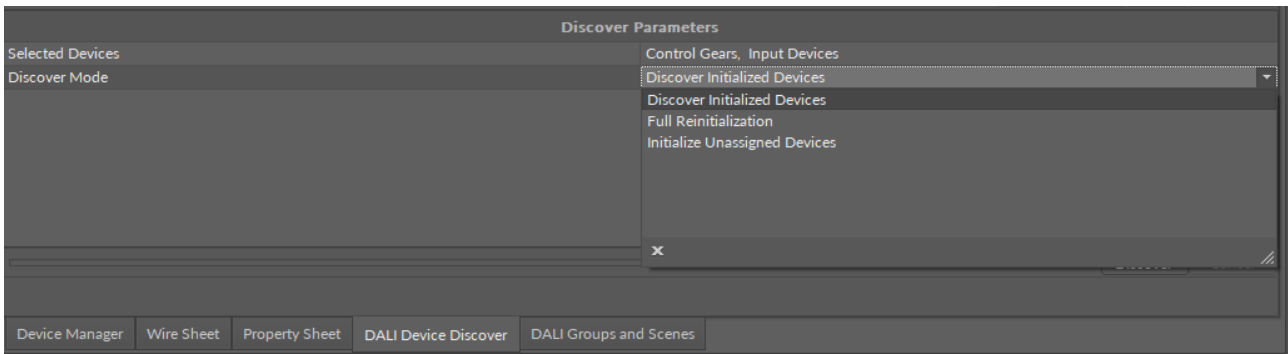 Discover Parameters
Selected Devices Control Gears, Input Devices
Discover Mode Discover Initialized Devices
Discover Initialized Devices
Full Reinitialization
Initialize Unassigned Devices
Device Manager Wire Sheet Property Sheet DALI Device Discover DALI Groups and Scenes